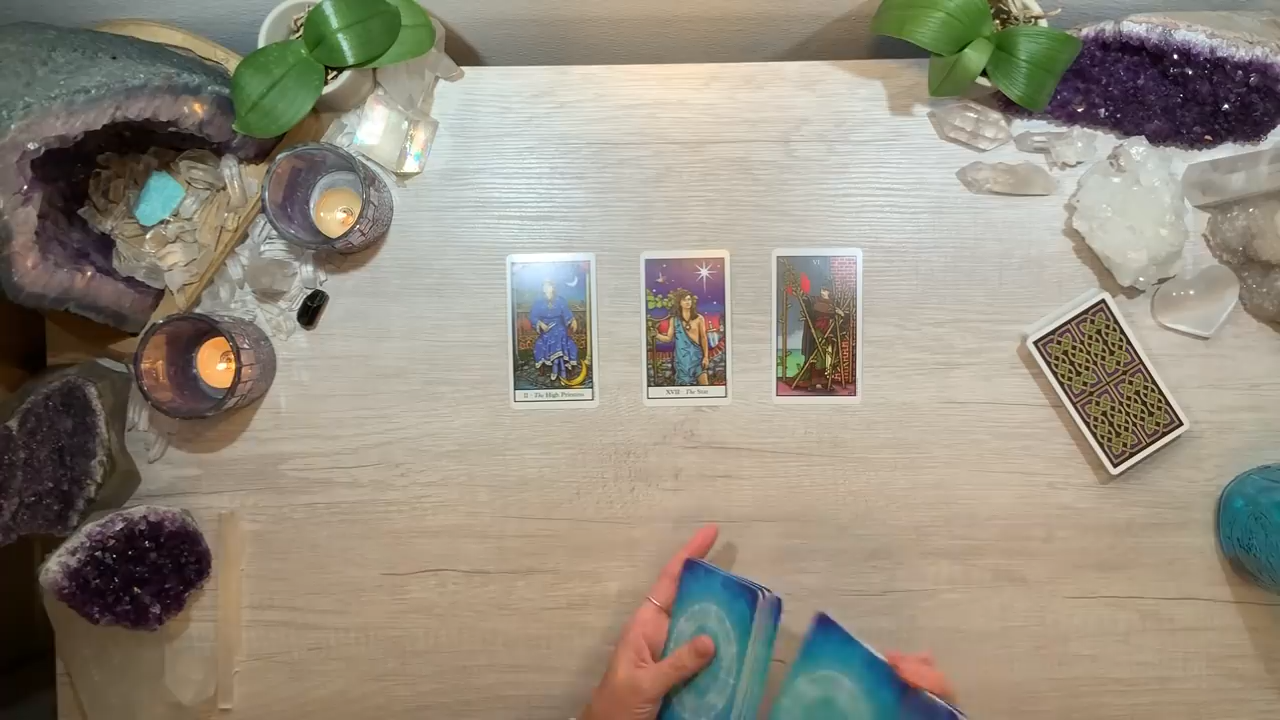 II - The High Priestess
XVII - The Star
VI